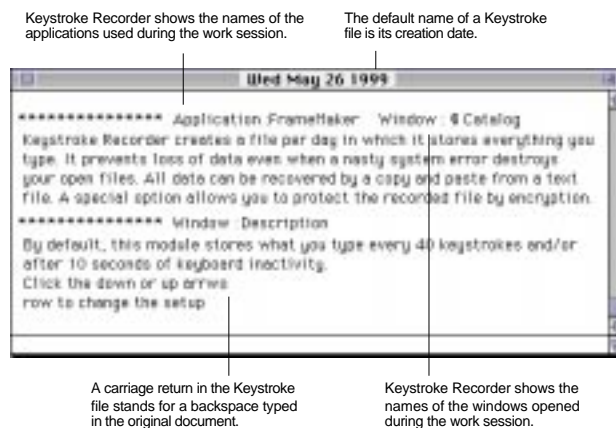 Keystroke Recorder shows the names of the
applications used during the work session.
The default name of a Keystroke
file is its creation date.
Wed May 26 1999
*************** Application :FrameMaker Window : ¶ Catalog
Keystroke Recorder creates a file per day in which it stores everything you
type. It prevents loss of data even when a nasty system error destroys
your open files. All data can be recovered by a copy and paste from a text
file. A special option allows you to protect the recorded file by encryption.
*************** Window :Description
By default, this module stores what you type every 40 keystrokes and/or
after 10 seconds of keyboard inactivity.
Click the down or up arrws
row to change the setup
A carriage return in the Keystroke
file stands for a backspace typed
in the original document.
Keystroke Recorder shows the
names of the windows opened
during the work session.